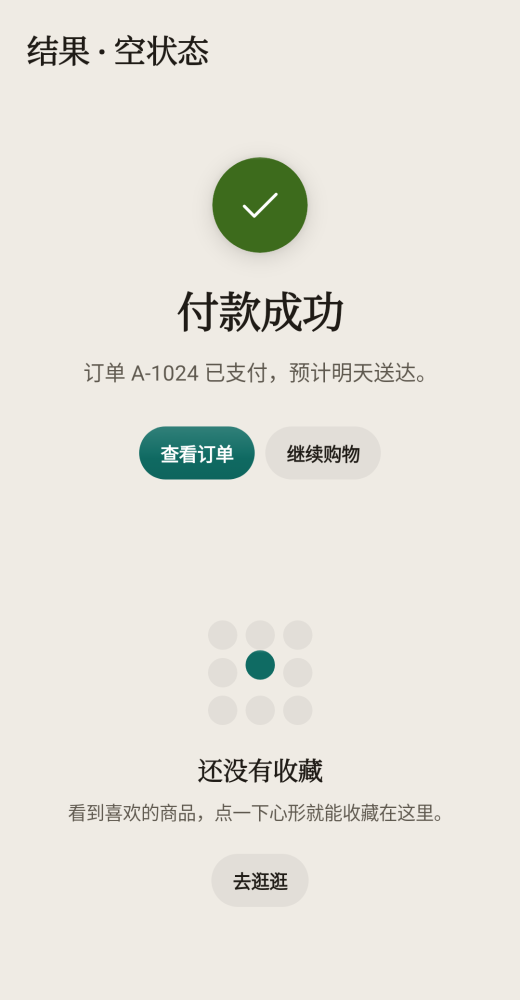 结果 · 空状态
付款成功
订单 A-1024 已支付，预计明天送达。
查看订单
继续购物
还没有收藏
看到喜欢的商品，点一下心形就能收藏在这里。
去逛逛